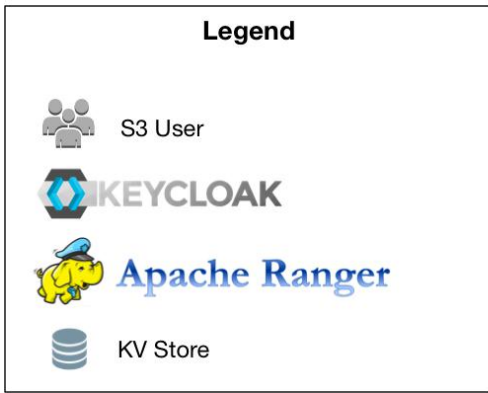 Legend
S3 User
KEYCLOAK
Apache Ranger
KV Store